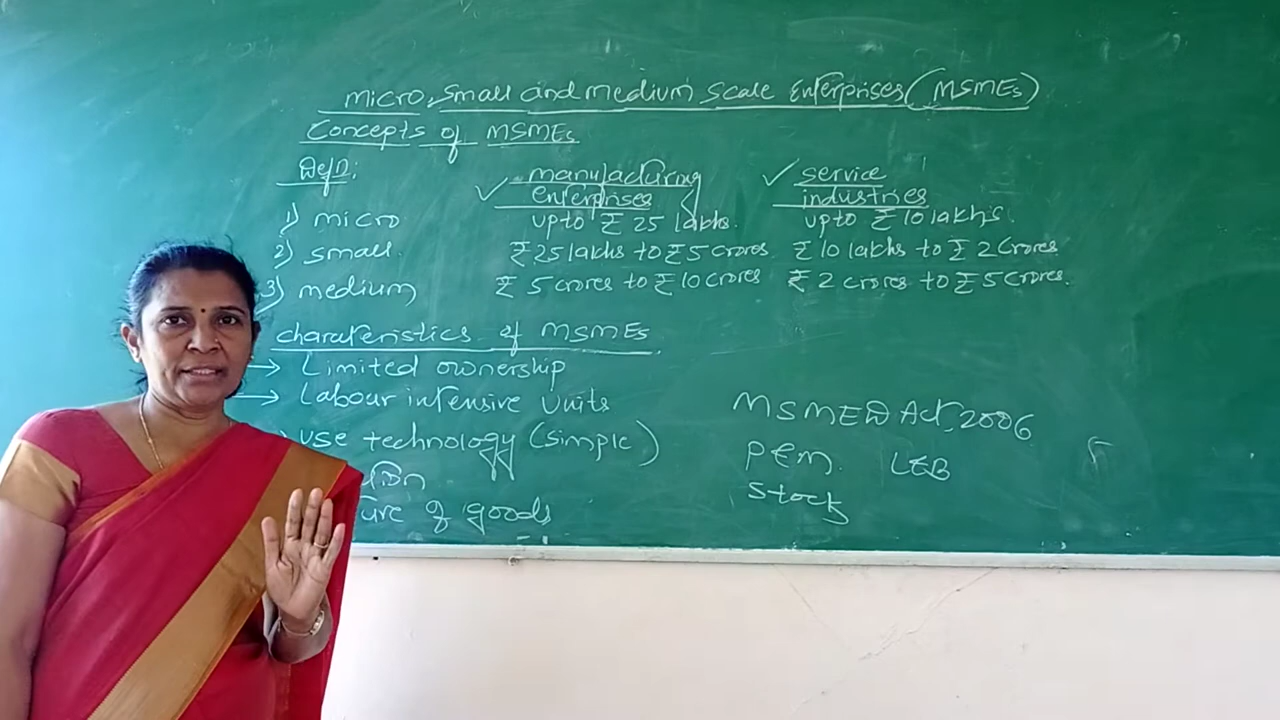 micro, small and medium scale Enterprises (MSMEs)
Concepts of MSMEs
Defn:
manufacturing enterprises
✓ service industries
1) micro upto ₹ 25 lakhs. upto ₹ 10 lakhs.
2) small. ₹ 25 lakhs to ₹ 5 crores ₹ 10 lakhs to ₹ 2 Crores
3) medium ₹ 5 crores to ₹ 10 crores ₹ 2 crores to ₹ 5 Crores.
charateristics of MSMEs
→ Limited ownership
→ Labour intensive units
use technology (simple)
of goods
MSMED Act, 2006
P&M. L&B
Stock
F